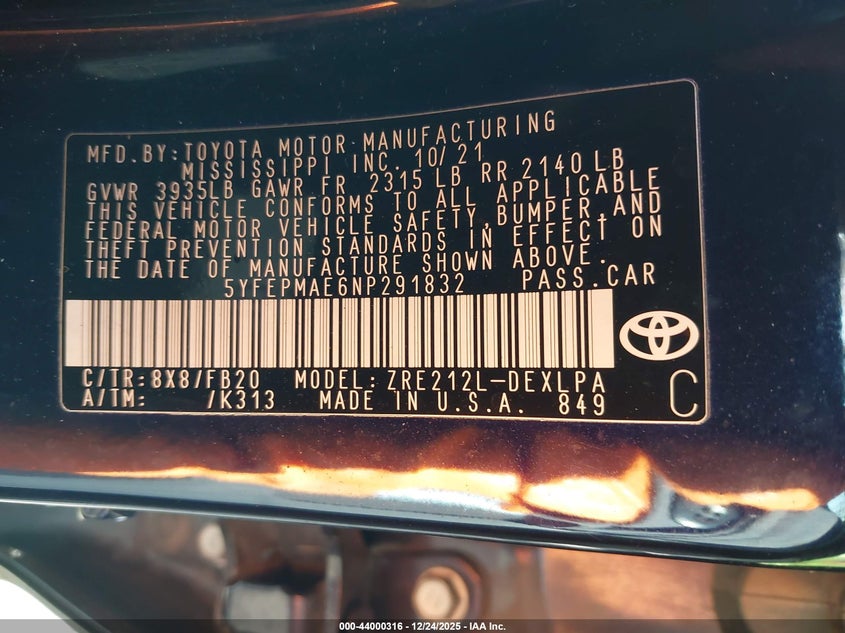 MFD.BY:TOYOTA MOTOR MANUFACTURING
MISSISSIPPI INC. 10/21
GVWR 3935LB GAWR FR 2315 LB RR 2140 LB
THIS VEHICLE CONFORMS TO ALL APPLICABLE
FEDERAL MOTOR VEHICLE SAFETY,BUMPER,AND
THEFT PREVENTION STANDARDS IN EFFECT ON
THE DATE OF MANUFACTURE SHOWN ABOVE.
5YFEPMAE6NP291832 PASS.CAR
C/TR:8X8/FB20 MODEL:ZRE212L-DEXLPA
A/TM: /K313 MADE IN U.S.A. 849 C
000-44000316 - 12/24/2025 - IAA Inc.